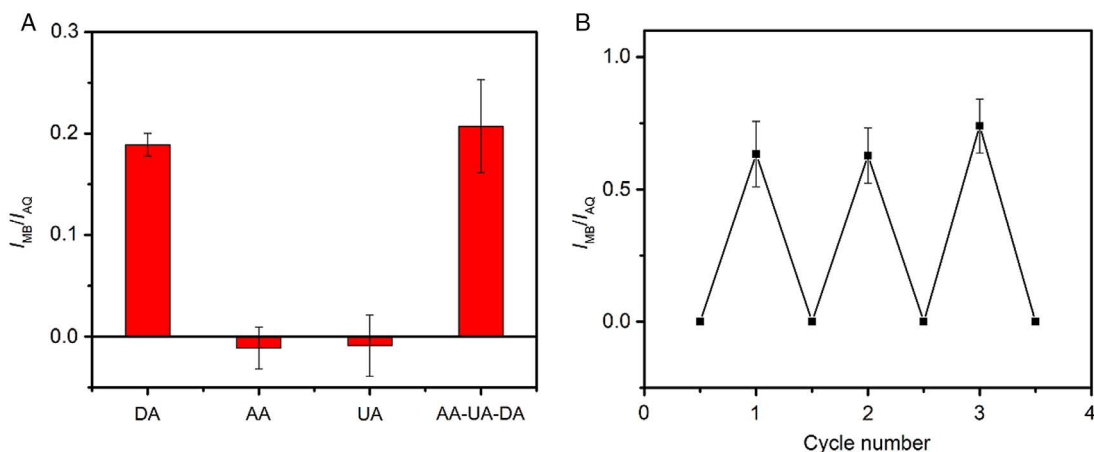 A
0.3
0.2
0.1
0.0
I_MB/I_AQ
DA AA UA AA-UA-DA
B
1.0
0.5
0.0
I_MB/I_AQ
0 1 2 3 4
Cycle number